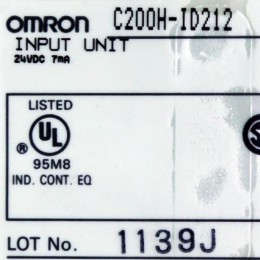 OMRON C200H-ID212
INPUT UNIT
24VDC 7mA
LISTED
UL
®
95M8
IND. CONT. EQ
LOT No. 1139J